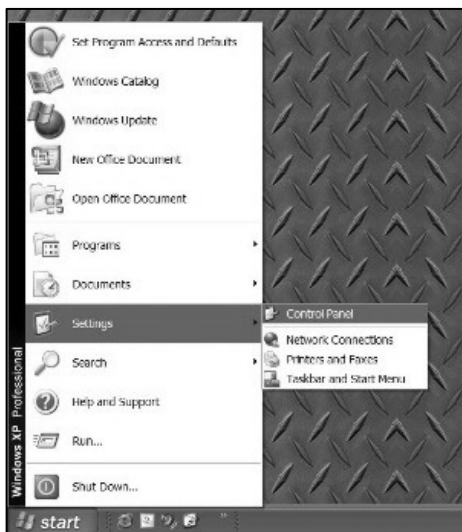 Set Program Access and Defaults
Windows Catalog
Windows Update
New Office Document
Open Office Document
Programs
Documents
Settings
Control Panel
Network Connections
Printers and Faxes
Taskbar and Start Menu
Search
Help and Support
Run...
Shut Down...
Windows XP Professional
start